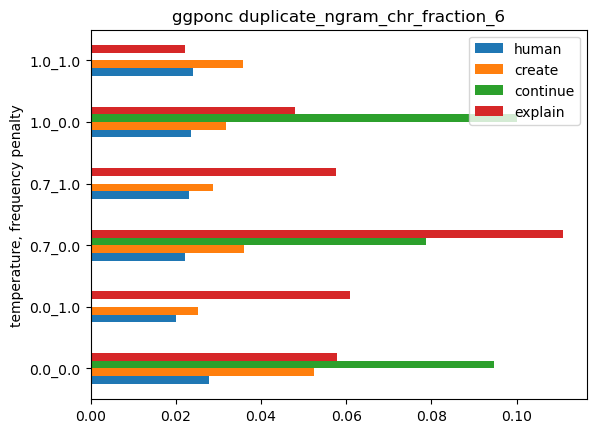 ggponc duplicate_ngram_chr_fraction_6
human
create
continue
explain
temperature, frequency penalty
1.0_1.0
1.0_0.0
0.7_1.0
0.7_0.0
0.0_1.0
0.0_0.0
0.00 0.02 0.04 0.06 0.08 0.10